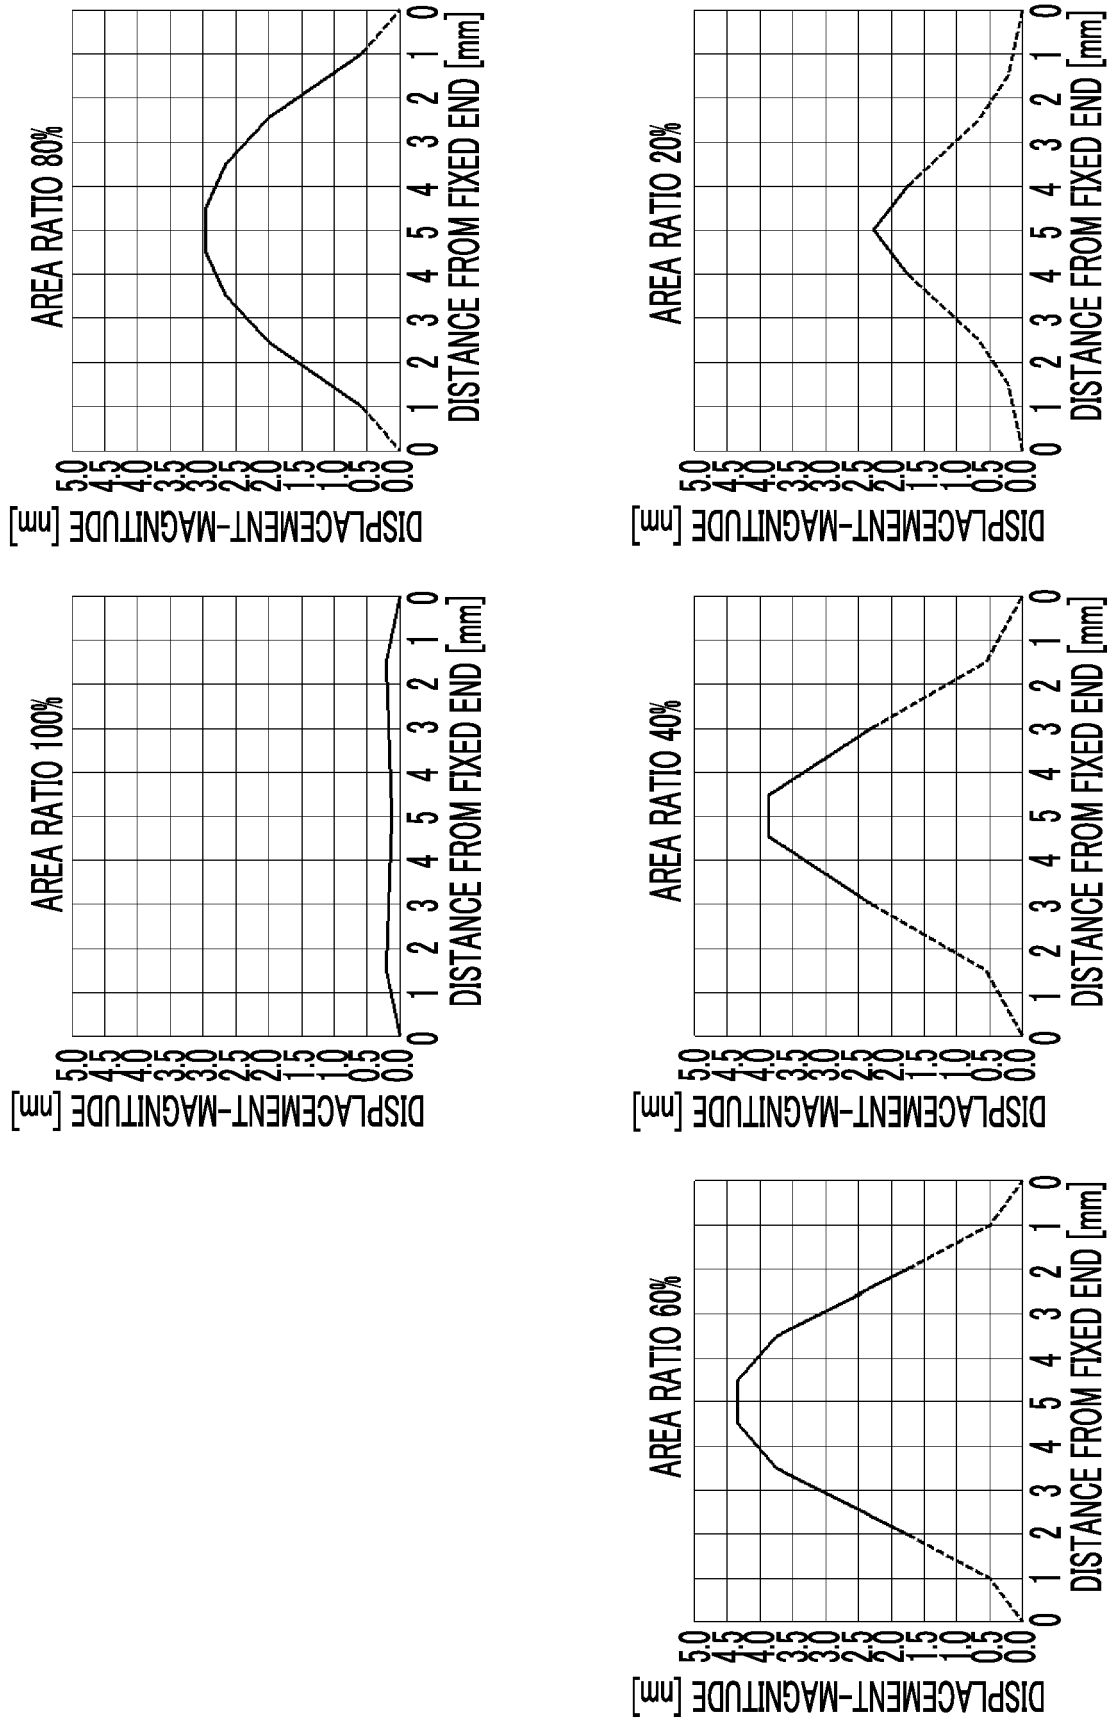 AREA RATIO 100%
DISPLACEMENT-MAGNITUDE [nm]
5.0
4.5
4.0
3.5
3.0
2.5
2.0
1.5
1.0
0.5
0.0
0 1 2 3 4 5 4 3 2 1 0
DISTANCE FROM FIXED END [mm]
AREA RATIO 80%
DISPLACEMENT-MAGNITUDE [nm]
5.0
4.5
4.0
3.5
3.0
2.5
2.0
1.5
1.0
0.5
0.0
0 1 2 3 4 5 4 3 2 1 0
DISTANCE FROM FIXED END [mm]
AREA RATIO 60%
DISPLACEMENT-MAGNITUDE [nm]
5.0
4.5
4.0
3.5
3.0
2.5
2.0
1.5
1.0
0.5
0.0
0 1 2 3 4 5 4 3 2 1 0
DISTANCE FROM FIXED END [mm]
AREA RATIO 40%
DISPLACEMENT-MAGNITUDE [nm]
5.0
4.5
4.0
3.5
3.0
2.5
2.0
1.5
1.0
0.5
0.0
0 1 2 3 4 5 4 3 2 1 0
DISTANCE FROM FIXED END [mm]
AREA RATIO 20%
DISPLACEMENT-MAGNITUDE [nm]
5.0
4.5
4.0
3.5
3.0
2.5
2.0
1.5
1.0
0.5
0.0
0 1 2 3 4 5 4 3 2 1 0
DISTANCE FROM FIXED END [mm]